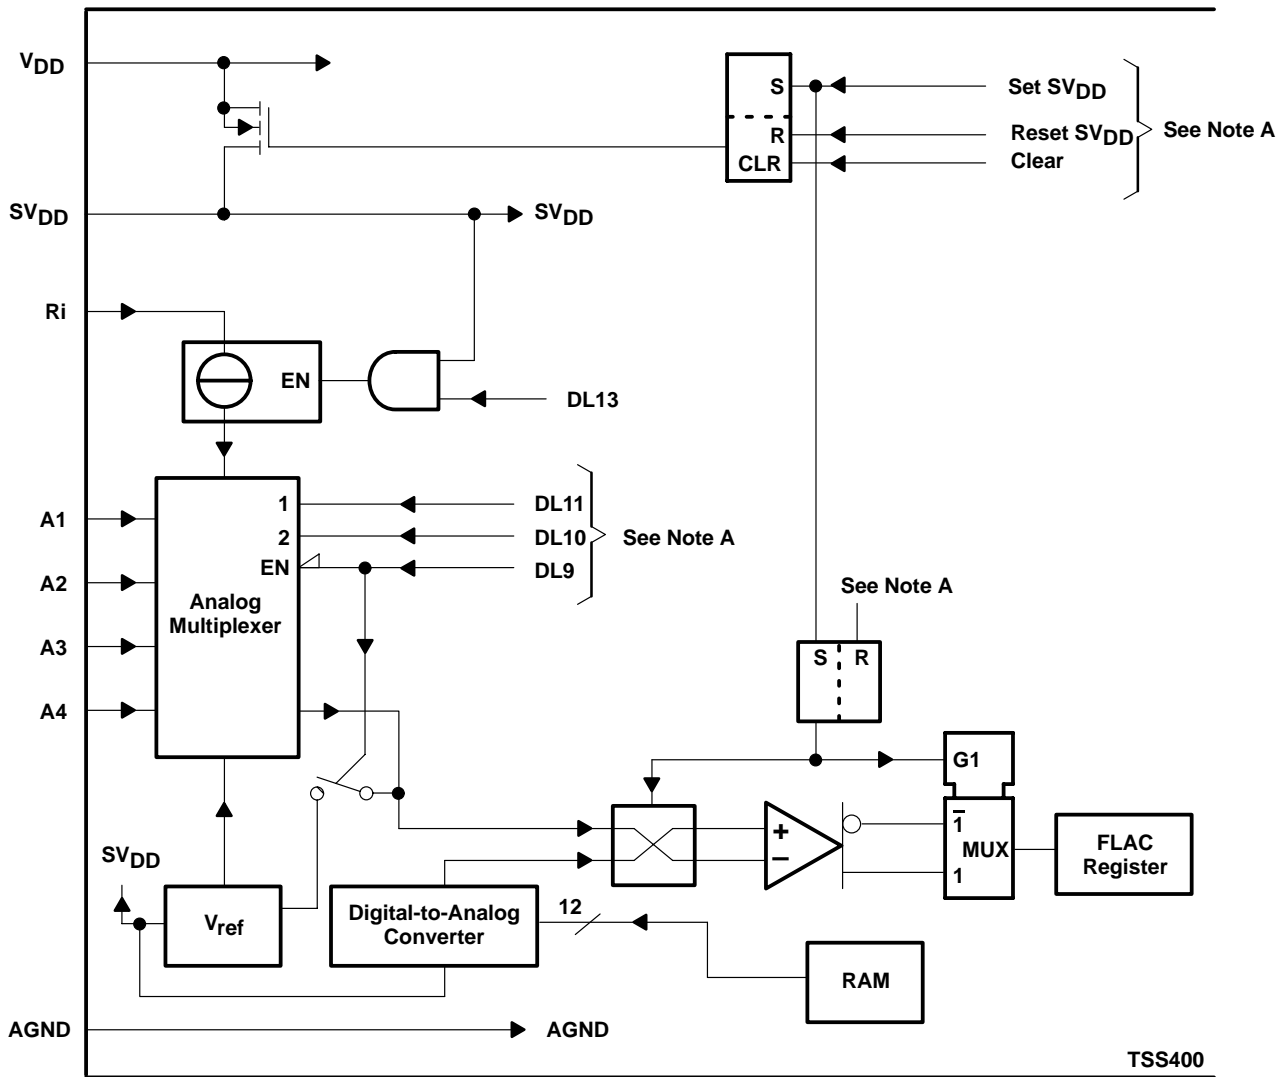 VDD
S
Set SVDD
R
Reset SVDD
See Note A
CLR
Clear
SVDD
SVDD
Ri
EN
DL13
A1
1
DL11
2
DL10
See Note A
EN
DL9
A2
Analog
Multiplexer
A3
A4
See Note A
S
R
G1
+
−
1
MUX
1
FLAC
Register
SVDD
Vref
Digital-to-Analog
Converter
12
RAM
AGND
AGND
TSS400